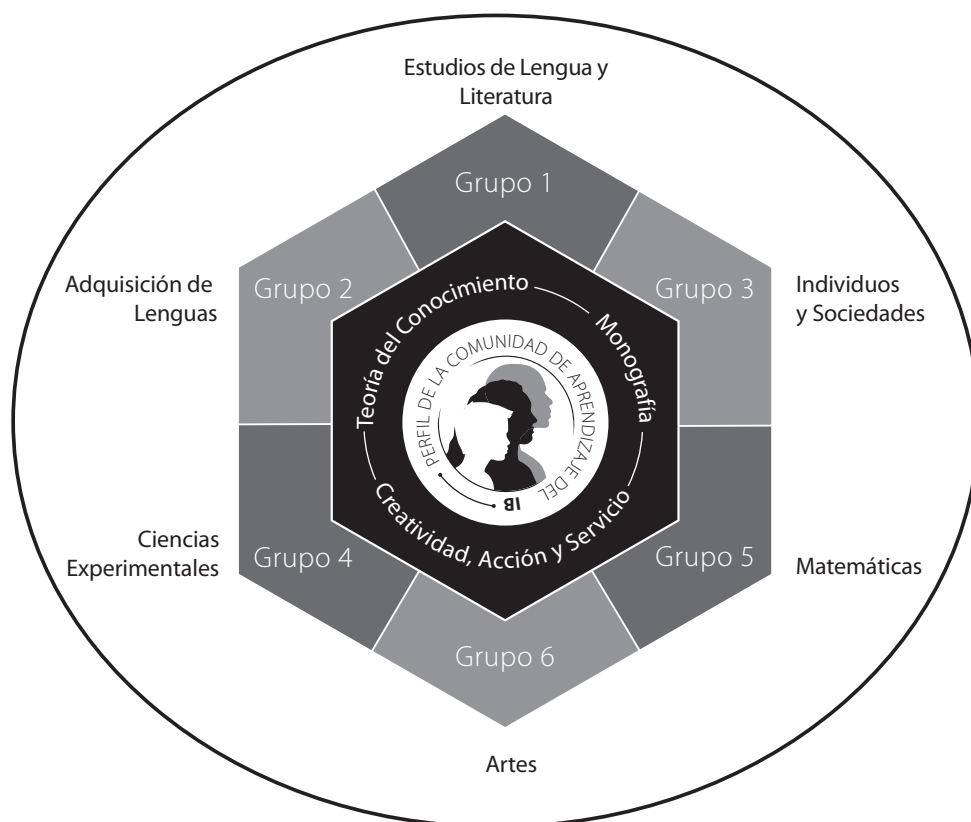 Estudios de Lengua y
Literatura
Grupo 1
Adquisición de
Lenguas
Grupo 2
Grupo 3
Individuos
y Sociedades
Teoría del Conocimiento
Monografía
PERFIL DE LA COMUNIDAD DE APRENDIZAJE DEL
IB
Creatividad, Acción y Servicio
Ciencias
Experimentales
Grupo 4
Grupo 5
Matemáticas
Grupo 6
Artes